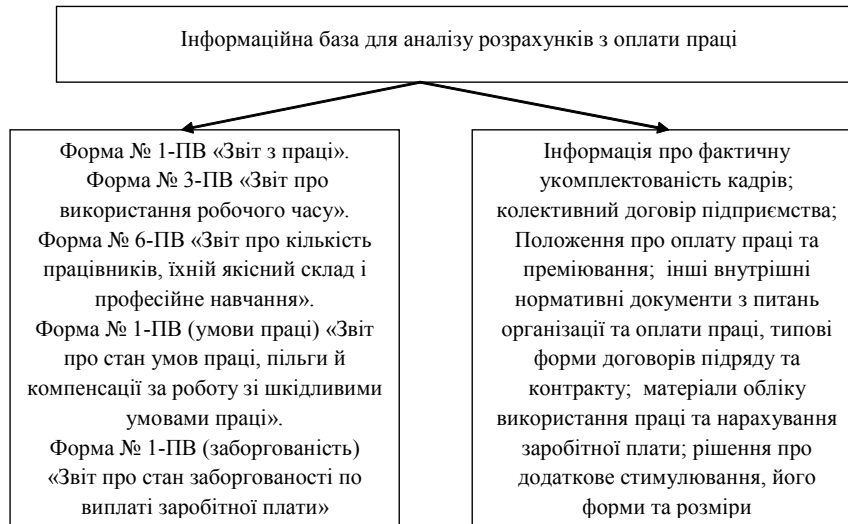 Інформаційна база для аналізу розрахунків з оплати праці
Форма № 1-ПВ «Звіт з праці».
Форма № 3-ПВ «Звіт про
використання робочого часу».
Форма № 6-ПВ «Звіт про кількість
працівників, їхній якісний склад і
професійне навчання».
Форма № 1-ПВ (умови праці) «Звіт
про стан умов праці, пільги й
компенсації за роботу зі шкідливими
умовами праці».
Форма № 1-ПВ (заборгованість)
«Звіт про стан заборгованості по
виплаті заробітної плати»
Інформація про фактичну
укомплектованість кадрів;
колективний договір підприємства;
Положення про оплату праці та
преміювання; інші внутрішні
нормативні документи з питань
організації та оплати праці, типові
форми договорів підряду та
контракту; матеріали обліку
використання праці та нарахування
заробітної плати; рішення про
додаткове стимулювання, його
форми та розміри